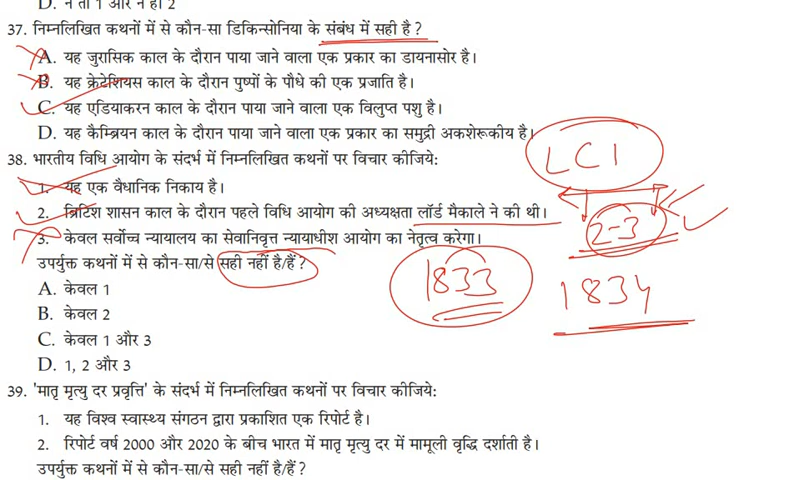 D. न तो 1 और न ही 2
37. निम्नलिखित कथनों में से कौन-सा डिकिन्सोनिया के संबंध में सही है?
A. यह जुरासिक काल के दौरान पाया जाने वाला एक प्रकार का डायनासोर है।
B. यह क्रेटेशियस काल के दौरान पुष्पों के पौधे की एक प्रजाति है।
C. यह एडियाकरन काल के दौरान पाया जाने वाला एक विलुप्त पशु है।
D. यह कैम्ब्रियन काल के दौरान पाया जाने वाला एक प्रकार का समुद्री अकशेरूकीय है।
LCI
38. भारतीय विधि आयोग के संदर्भ में निम्नलिखित कथनों पर विचार कीजिये:
1. यह एक वैधानिक निकाय है।
2. ब्रिटिश शासन काल के दौरान पहले विधि आयोग की अध्यक्षता लॉर्ड मैकाले ने की थी।
2-3
3. केवल सर्वोच्च न्यायालय का सेवानिवृत्त न्यायाधीश आयोग का नेतृत्व करेगा।
उपर्युक्त कथनों में से कौन-सा/से सही नहीं है/हैं?
1833
1834
A. केवल 1
B. केवल 2
C. केवल 1 और 3
D. 1, 2 और 3
39. 'मातृ मृत्यु दर प्रवृत्ति' के संदर्भ में निम्नलिखित कथनों पर विचार कीजिये:
1. यह विश्व स्वास्थ्य संगठन द्वारा प्रकाशित एक रिपोर्ट है।
2. रिपोर्ट वर्ष 2000 और 2020 के बीच भारत में मातृ मृत्यु दर में मामूली वृद्धि दर्शाती है।
उपर्युक्त कथनों में से कौन-सा/से सही नहीं है/हैं?